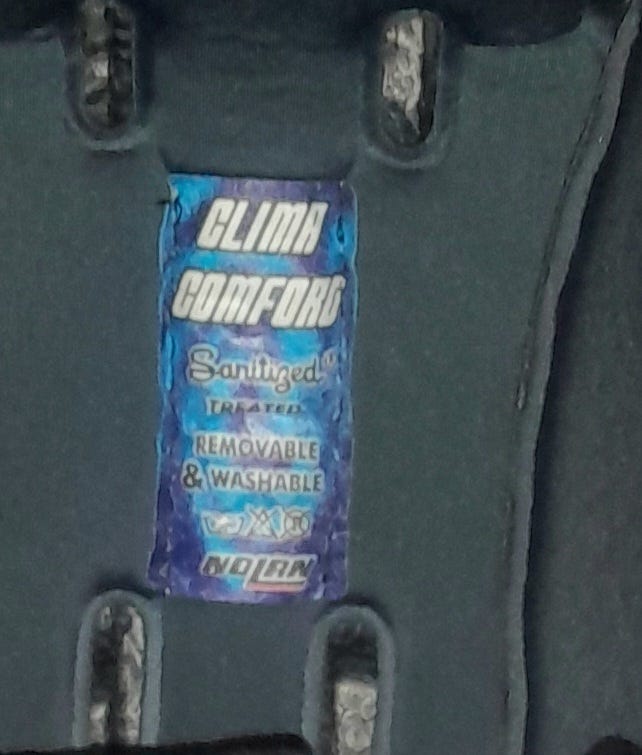 CLIMA
COMFORT
Sanitized
TREATED
REMOVABLE
& WASHABLE
NOLAN